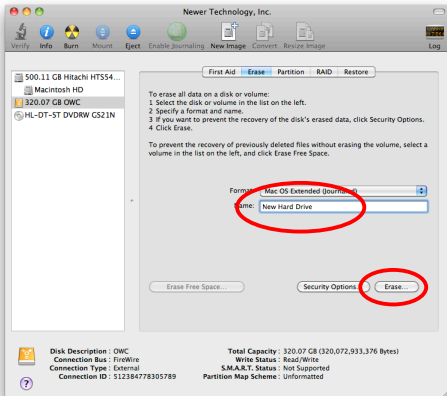 Newer Technology, Inc.
Verify Info Burn Mount Eject Enable Journaling New Image Convert Resize Image Log
First Aid Erase Partition RAID Restore
500.11 GB Hitachi HTS54...
Macintosh HD
320.07 GB OWC
HL-DT-ST DVDRW GS21N
To erase all data on a disk or volume:
1 Select the disk or volume in the list on the left.
2 Specify a format and name.
3 If you want to prevent the recovery of the disk's erased data, click Security Options.
4 Click Erase.
To prevent the recovery of previously deleted files without erasing the volume, select a
volume in the list on the left, and click Erase Free Space.
Format: Mac OS Extended (Journaled)
Name: New Hard Drive
Erase Free Space... Security Options... Erase...
Disk Description : OWC Total Capacity : 320.07 GB (320,072,933,376 Bytes)
Connection Bus : FireWire Write Status : Read/Write
Connection Type : External S.M.A.R.T. Status : Not Supported
Connection ID : 512384778305789 Partition Map Scheme : Unformatted
?